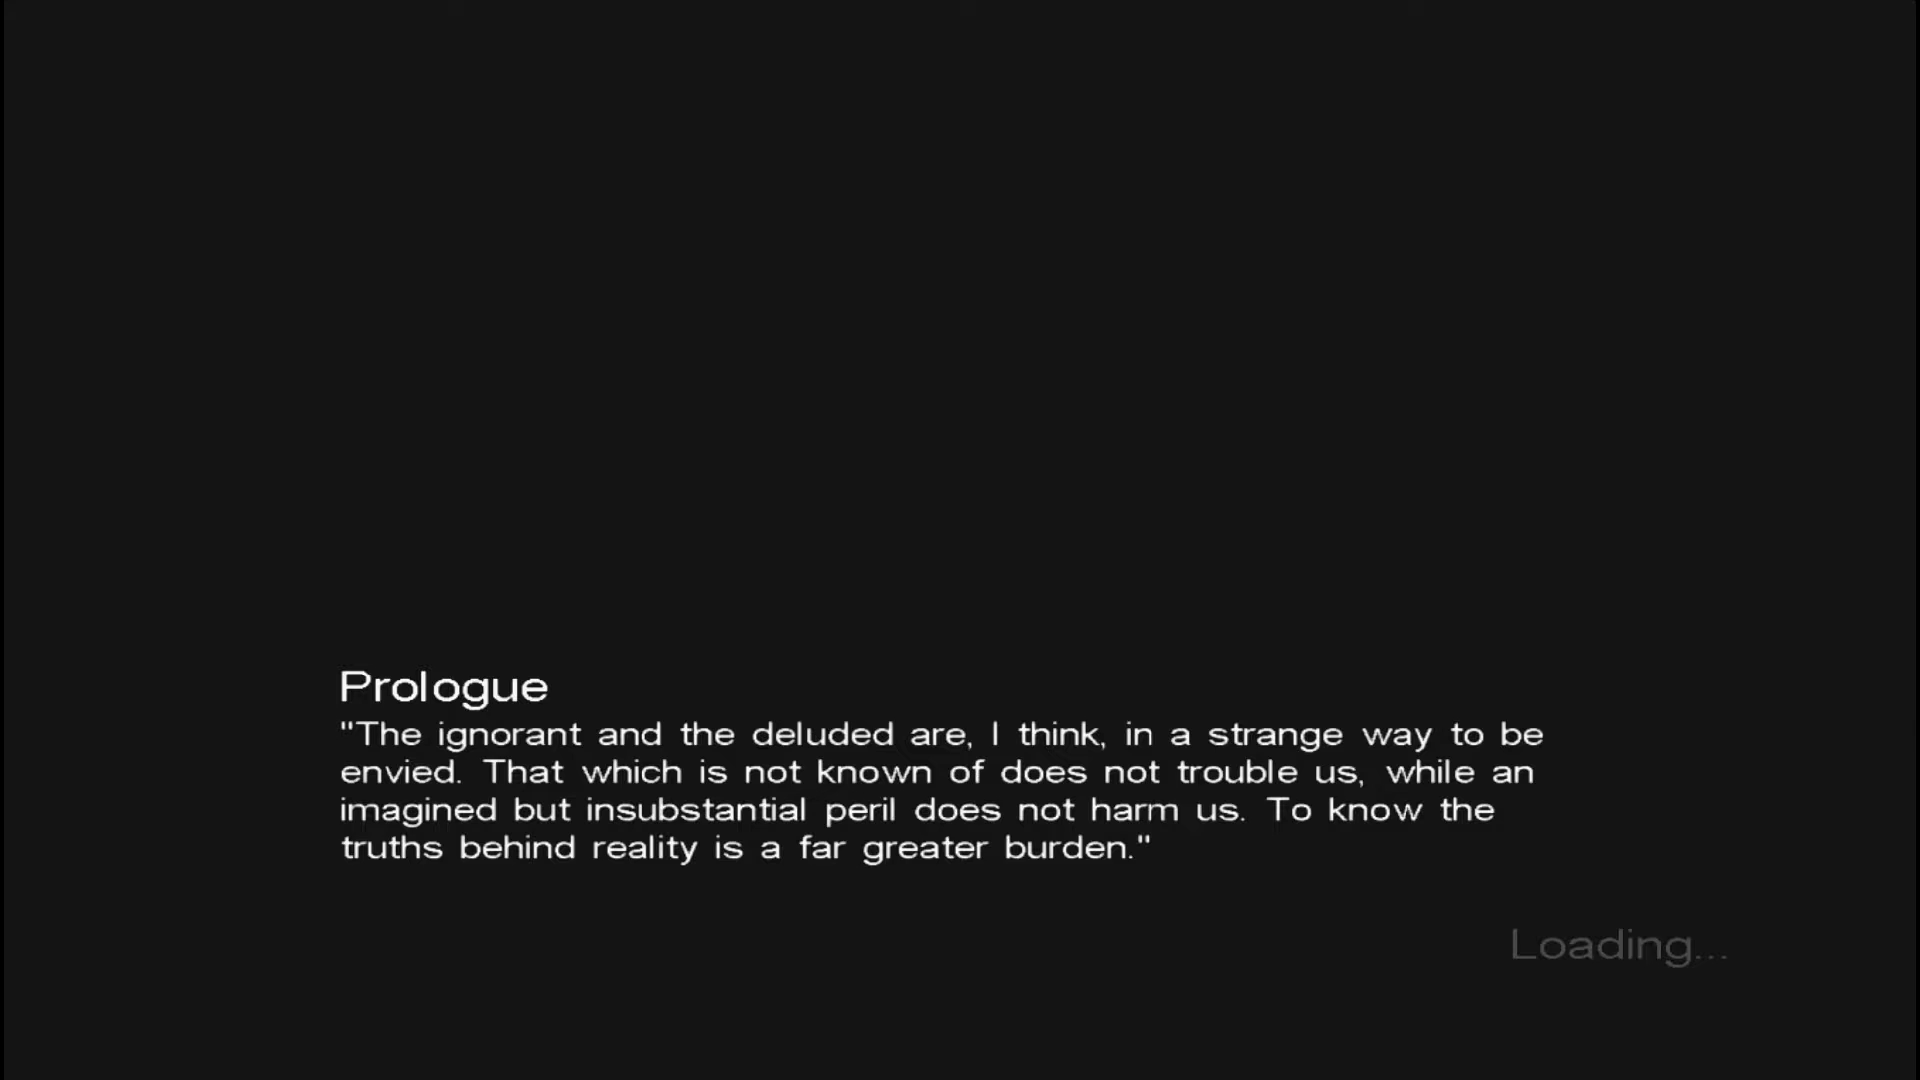 Prologue
"The ignorant and the deluded are, I think, in a strange way to be
envied. That which is not known of does not trouble us, while an
imagined but insubstantial peril does not harm us. To know the
truths behind reality is a far greater burden."
Loading...